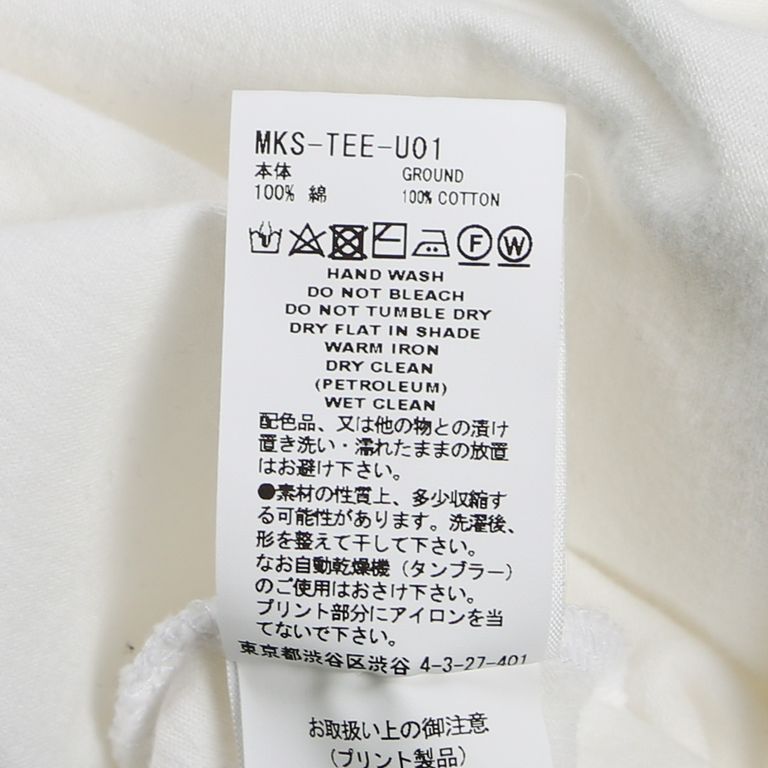 MKS-TEE-U01
本体 GROUND
100% 綿 100% COTTON
F W
HAND WASH
DO NOT BLEACH
DO NOT TUMBLE DRY
DRY FLAT IN SHADE
WARM IRON
DRY CLEAN
(PETROLEUM)
WET CLEAN
配色品、又は他の物との漬け
置き洗い・濡れたままの放置
はお避け下さい。
●素材の性質上、多少収縮す
る可能性があります。洗濯後、
形を整えて干して下さい。
なお自動乾燥機（タンブラー）
のご使用はおさけ下さい。
プリント部分にアイロンを当
てないで下さい。
東京都渋谷区渋谷 4-3-27-401
お取扱い上の御注意
(プリント製品)